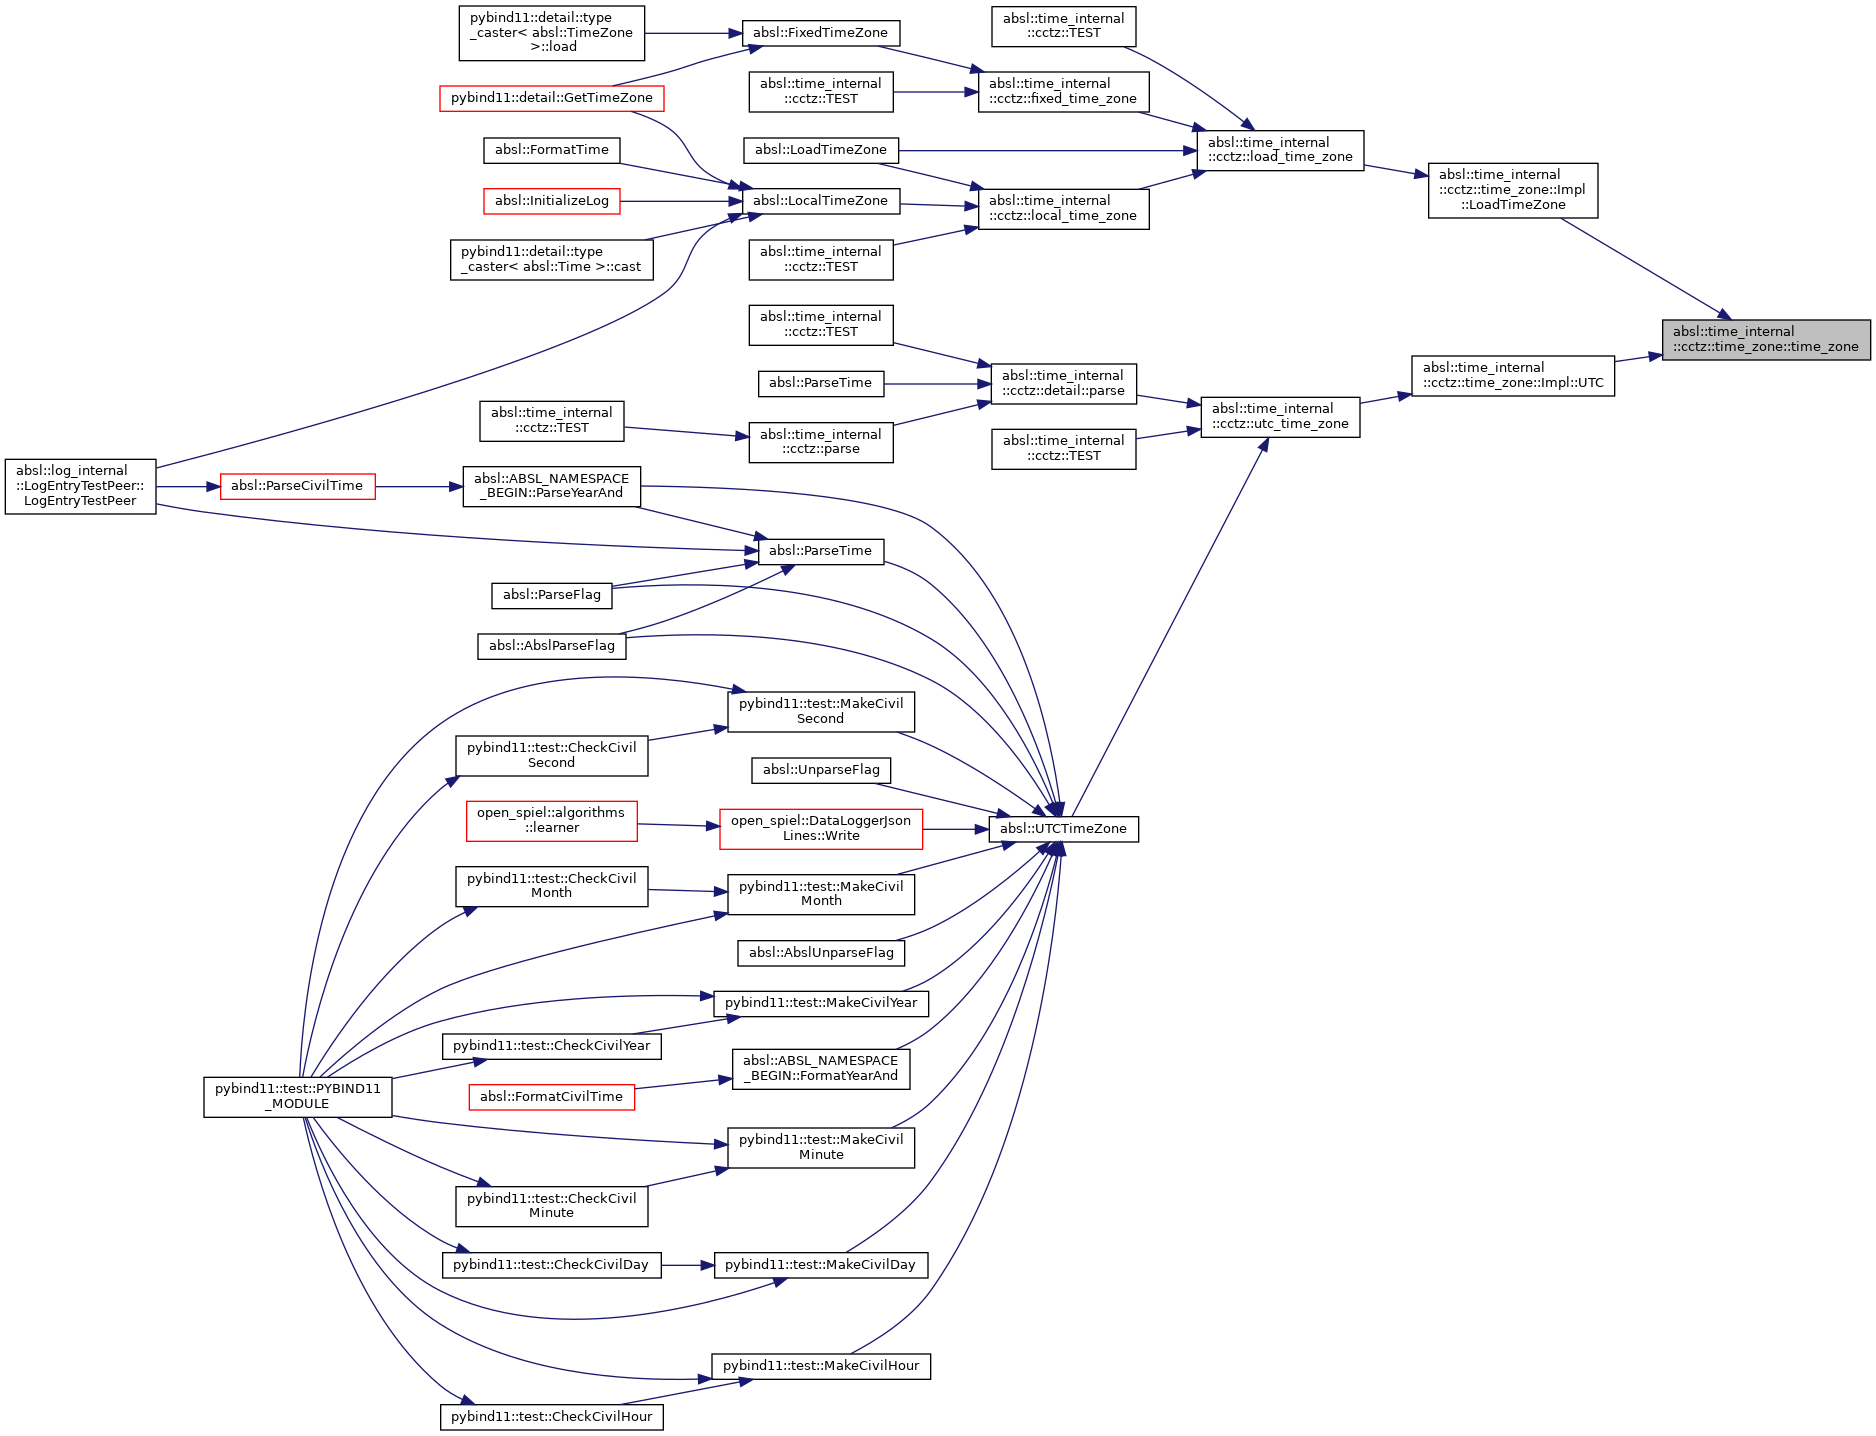 pybind11::detail::type
_caster< absl::TimeZone
>::load
absl::FixedTimeZone
absl::time_internal
::cctz::TEST
pybind11::detail::GetTimeZone
absl::time_internal
::cctz::TEST
absl::time_internal
::cctz::fixed_time_zone
absl::FormatTime
absl::LoadTimeZone
absl::time_internal
::cctz::load_time_zone
absl::InitializeLog
absl::LocalTimeZone
absl::time_internal
::cctz::local_time_zone
absl::time_internal
::cctz::time_zone::Impl
::LoadTimeZone
pybind11::detail::type
_caster< absl::Time >::cast
absl::time_internal
::cctz::TEST
absl::time_internal
::cctz::TEST
absl::time_internal
::cctz::time_zone::time_zone
absl::ParseTime
absl::time_internal
::cctz::detail::parse
absl::time_internal
::cctz::time_zone::Impl::UTC
absl::time_internal
::cctz::TEST
absl::time_internal
::cctz::parse
absl::time_internal
::cctz::TEST
absl::time_internal
::cctz::utc_time_zone
absl::log_internal
::LogEntryTestPeer::
LogEntryTestPeer
absl::ParseCivilTime
absl::ABSL_NAMESPACE
_BEGIN::ParseYearAnd
absl::ParseTime
absl::ParseFlag
absl::AbslParseFlag
pybind11::test::MakeCivil
Second
pybind11::test::CheckCivil
Second
absl::UnparseFlag
open_spiel::algorithms
::learner
open_spiel::DataLoggerJson
Lines::Write
absl::UTCTimeZone
pybind11::test::CheckCivil
Month
pybind11::test::MakeCivil
Month
absl::AbslUnparseFlag
pybind11::test::MakeCivilYear
pybind11::test::CheckCivilYear
absl::ABSL_NAMESPACE
_BEGIN::FormatYearAnd
pybind11::test::PYBIND11
_MODULE
absl::FormatCivilTime
pybind11::test::MakeCivil
Minute
pybind11::test::CheckCivil
Minute
pybind11::test::CheckCivilDay
pybind11::test::MakeCivilDay
pybind11::test::MakeCivilHour
pybind11::test::CheckCivilHour